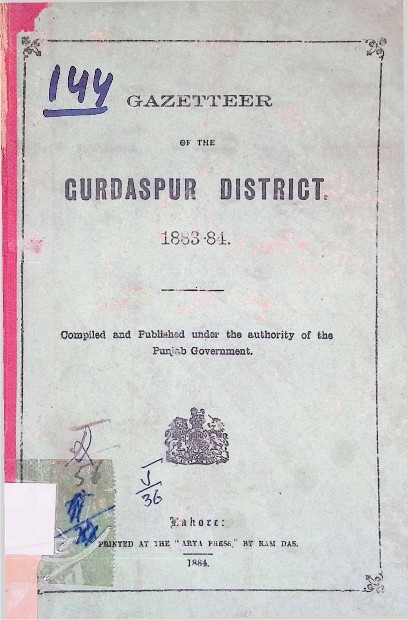 144
GAZETTEER
OF THE
GURDASPUR DISTRICT.
1883-84.
Compiled and Published under the authority of the
Punjab Government.
J
36
Lahore:
PRINTED AT THE "ARYA PRESS," BY RAM DAS.
1884.